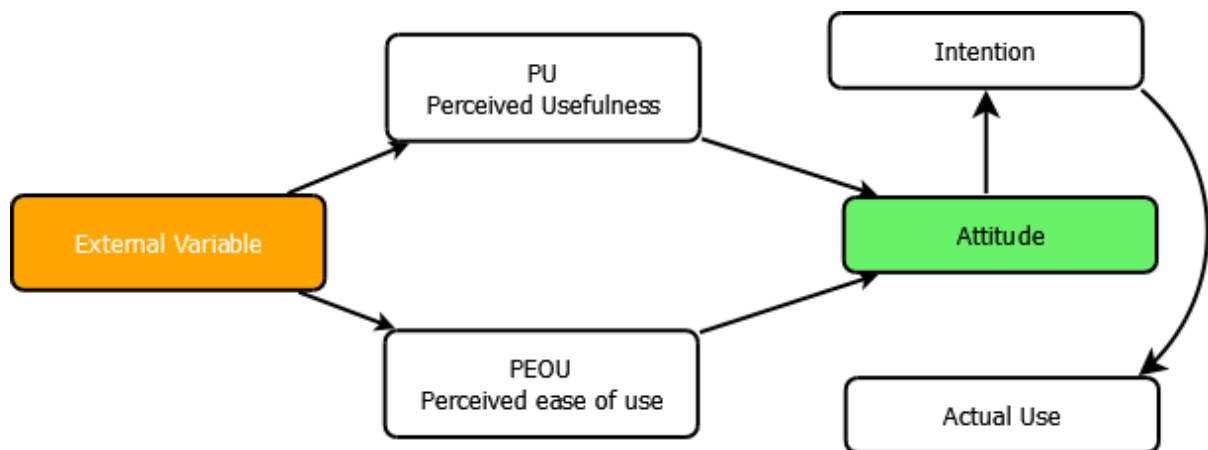 PU
Perceived Usefulness
Intention
External Variable
Attitude
PEOU
Perceived ease of use
Actual Use